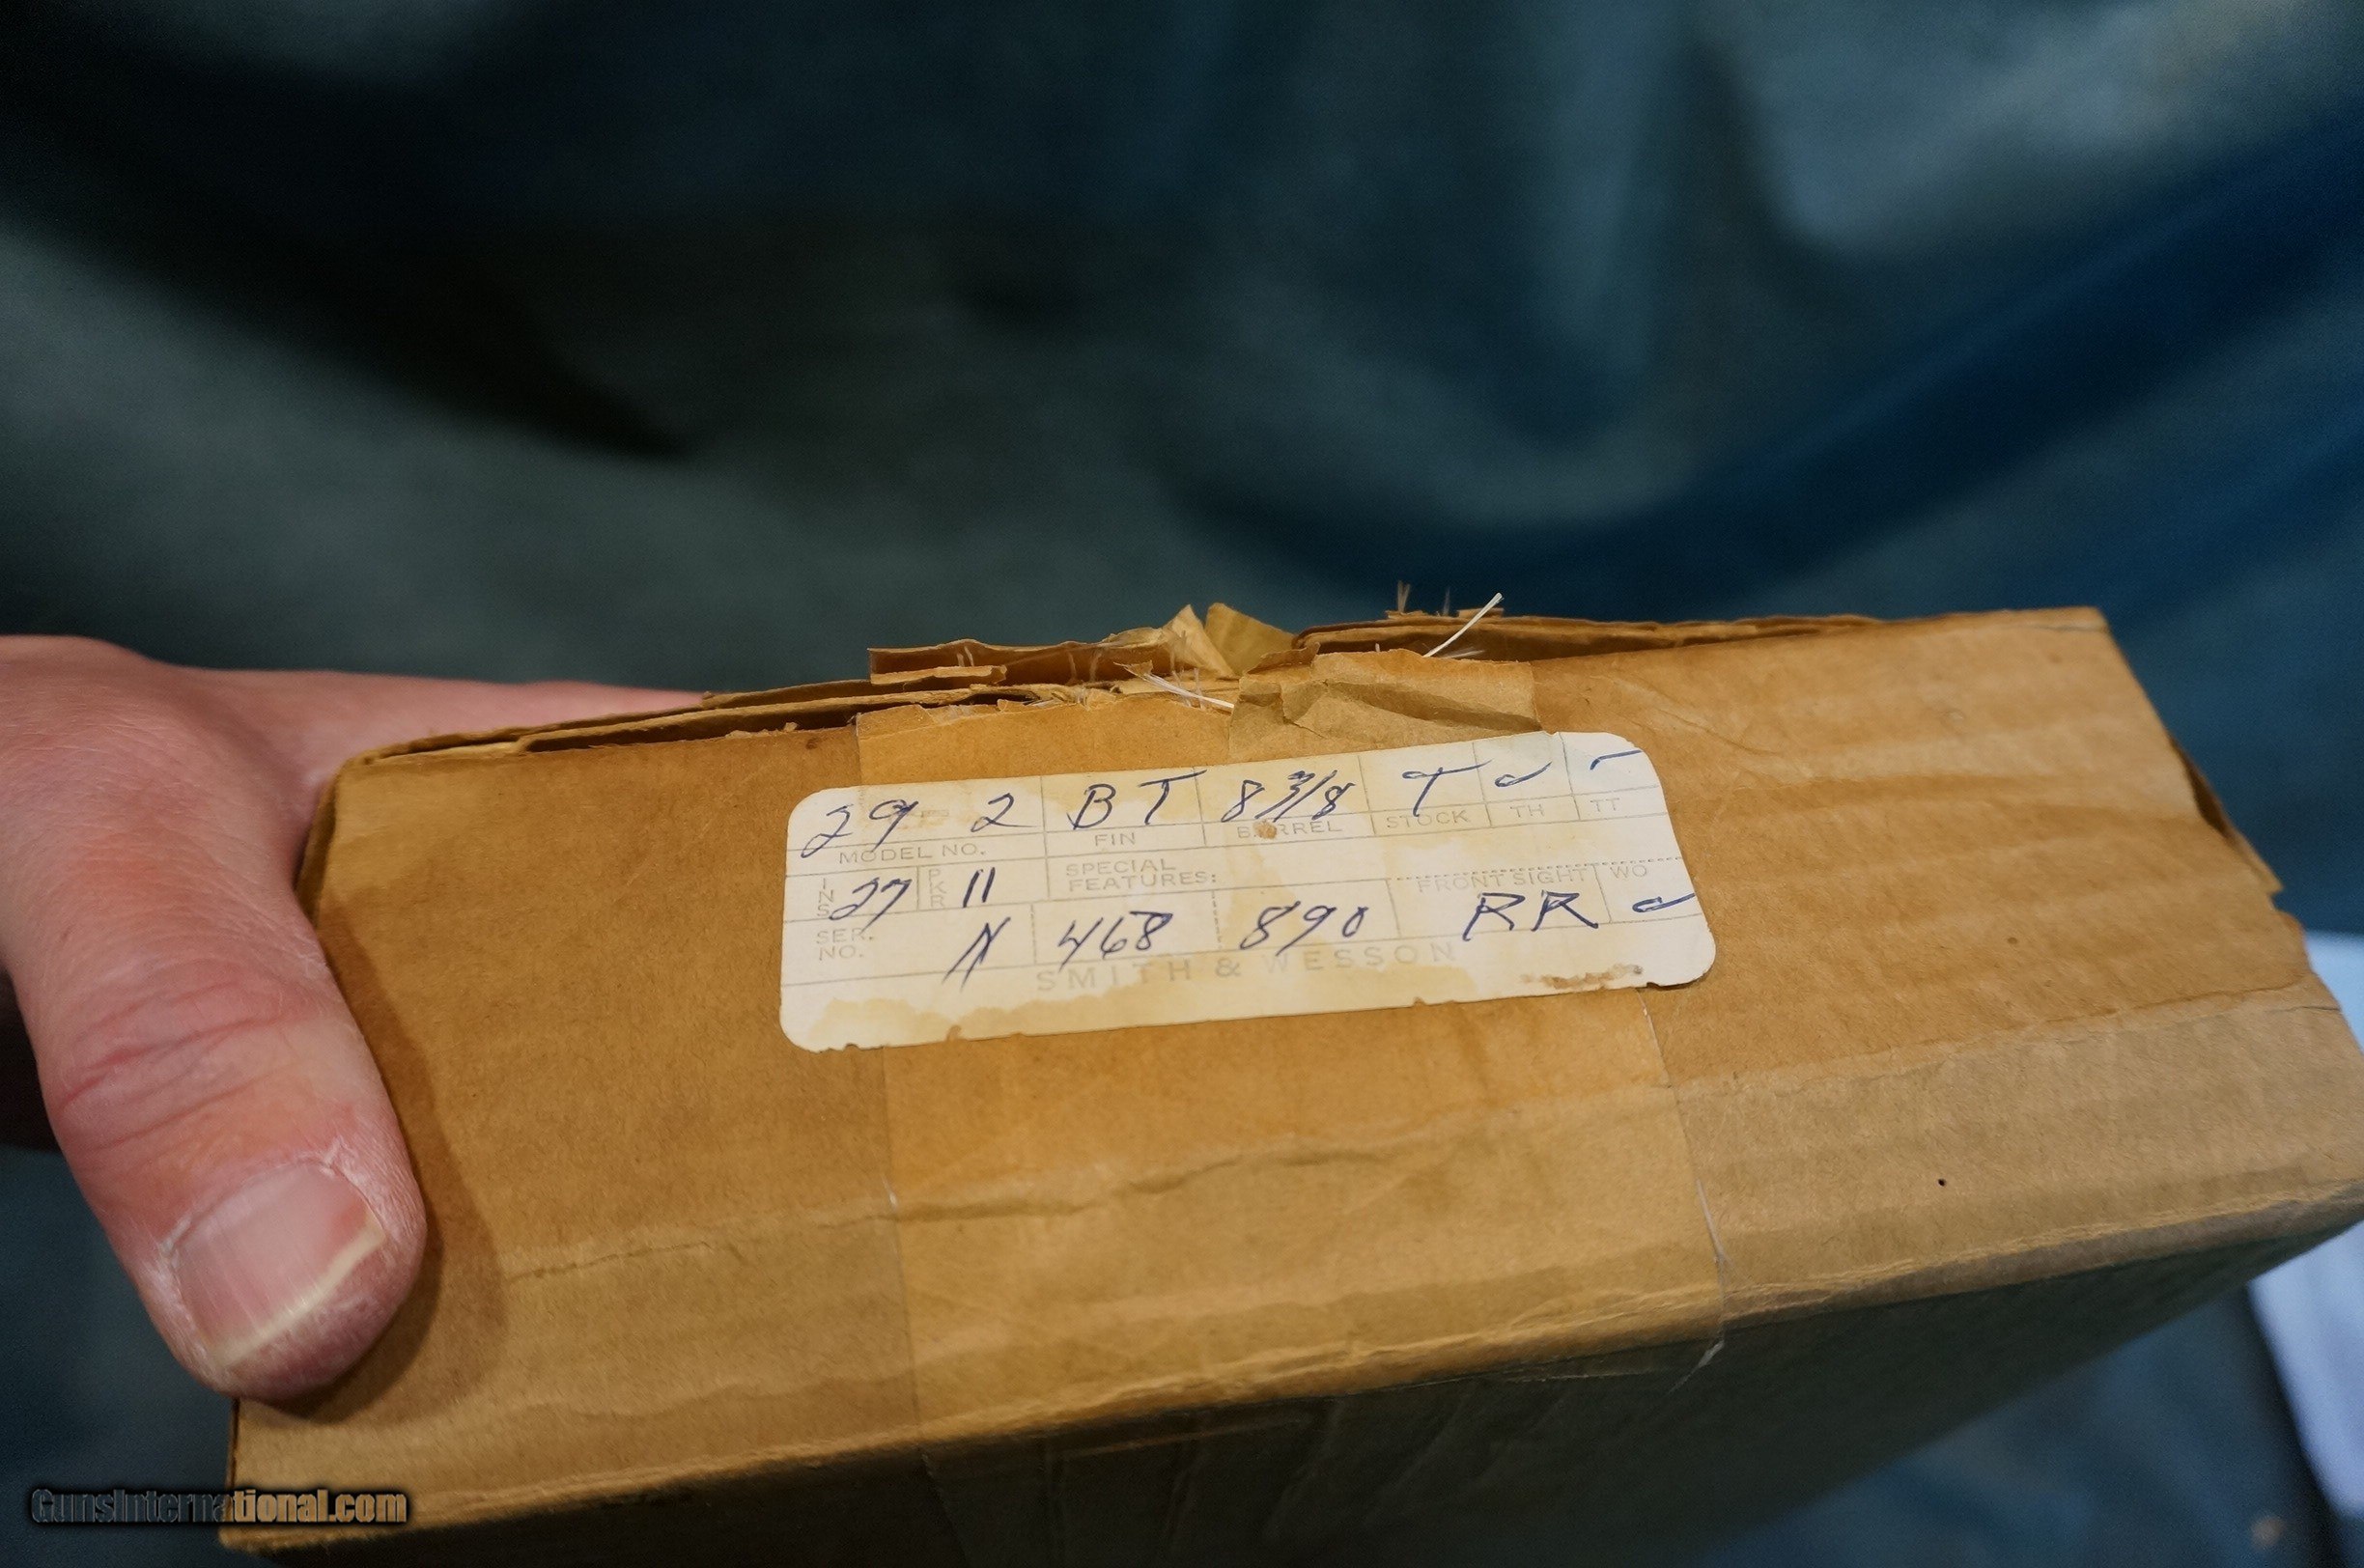 29 2 BT 8 3/8 T ✓ –
MODEL NO. FIN BARREL STOCK TH TT
INS 27 PKR 11 SPECIAL FEATURES: FRONT SIGHT WO
SER. NO. N 468 890 RR ✓
SMITH & WESSON
GunsInternational.com